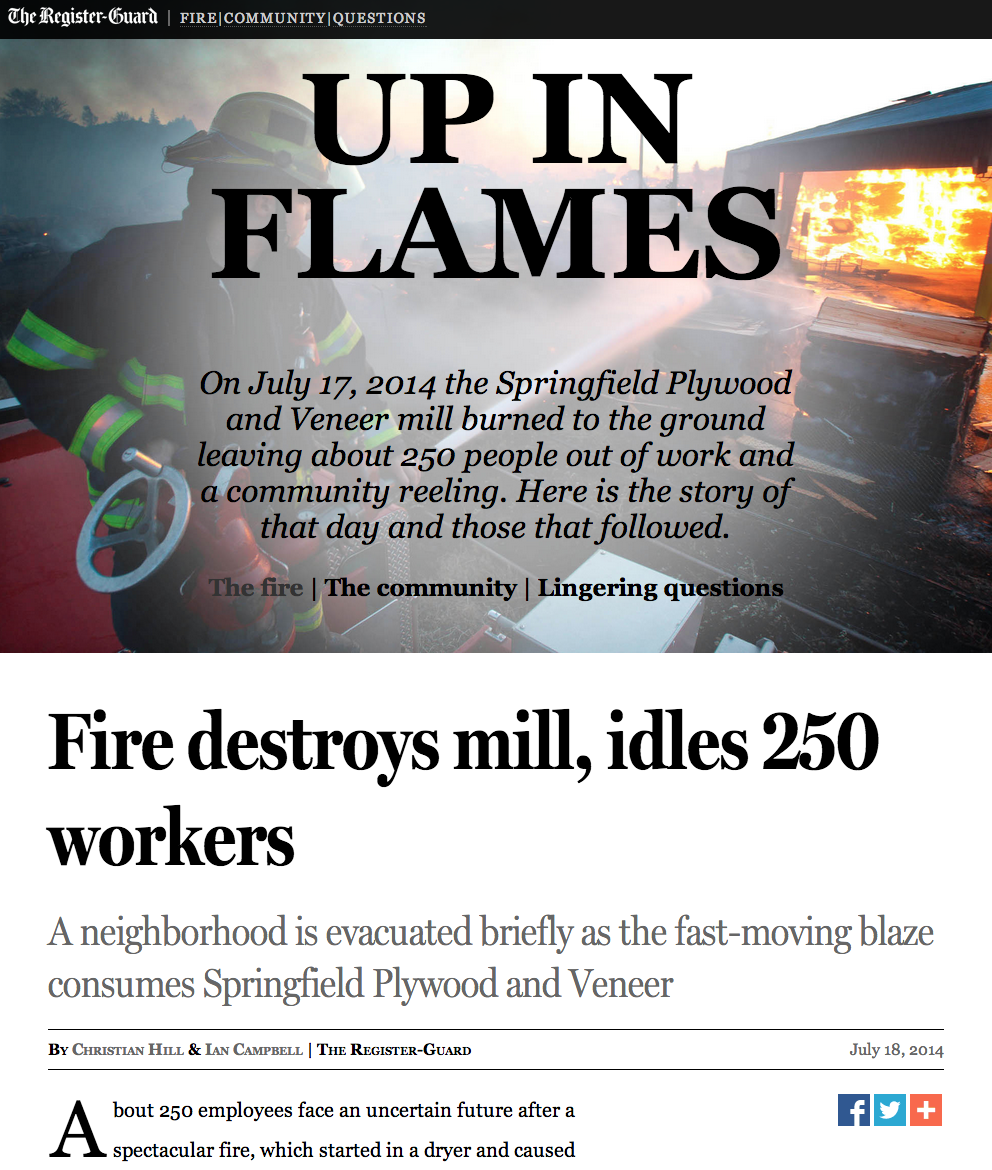 The Register-Guard | FIRE|COMMUNITY|QUESTIONS
UP IN
FLAMES
On July 17, 2014 the Springfield Plywood
and Veneer mill burned to the ground
leaving about 250 people out of work and
a community reeling. Here is the story of
that day and those that followed.
The fire | The community | Lingering questions
Fire destroys mill, idles 250
workers
A neighborhood is evacuated briefly as the fast-moving blaze
consumes Springfield Plywood and Veneer
By Christian Hill & Ian Campbell | The Register-Guard July 18, 2014
About 250 employees face an uncertain future after a
spectacular fire, which started in a dryer and caused